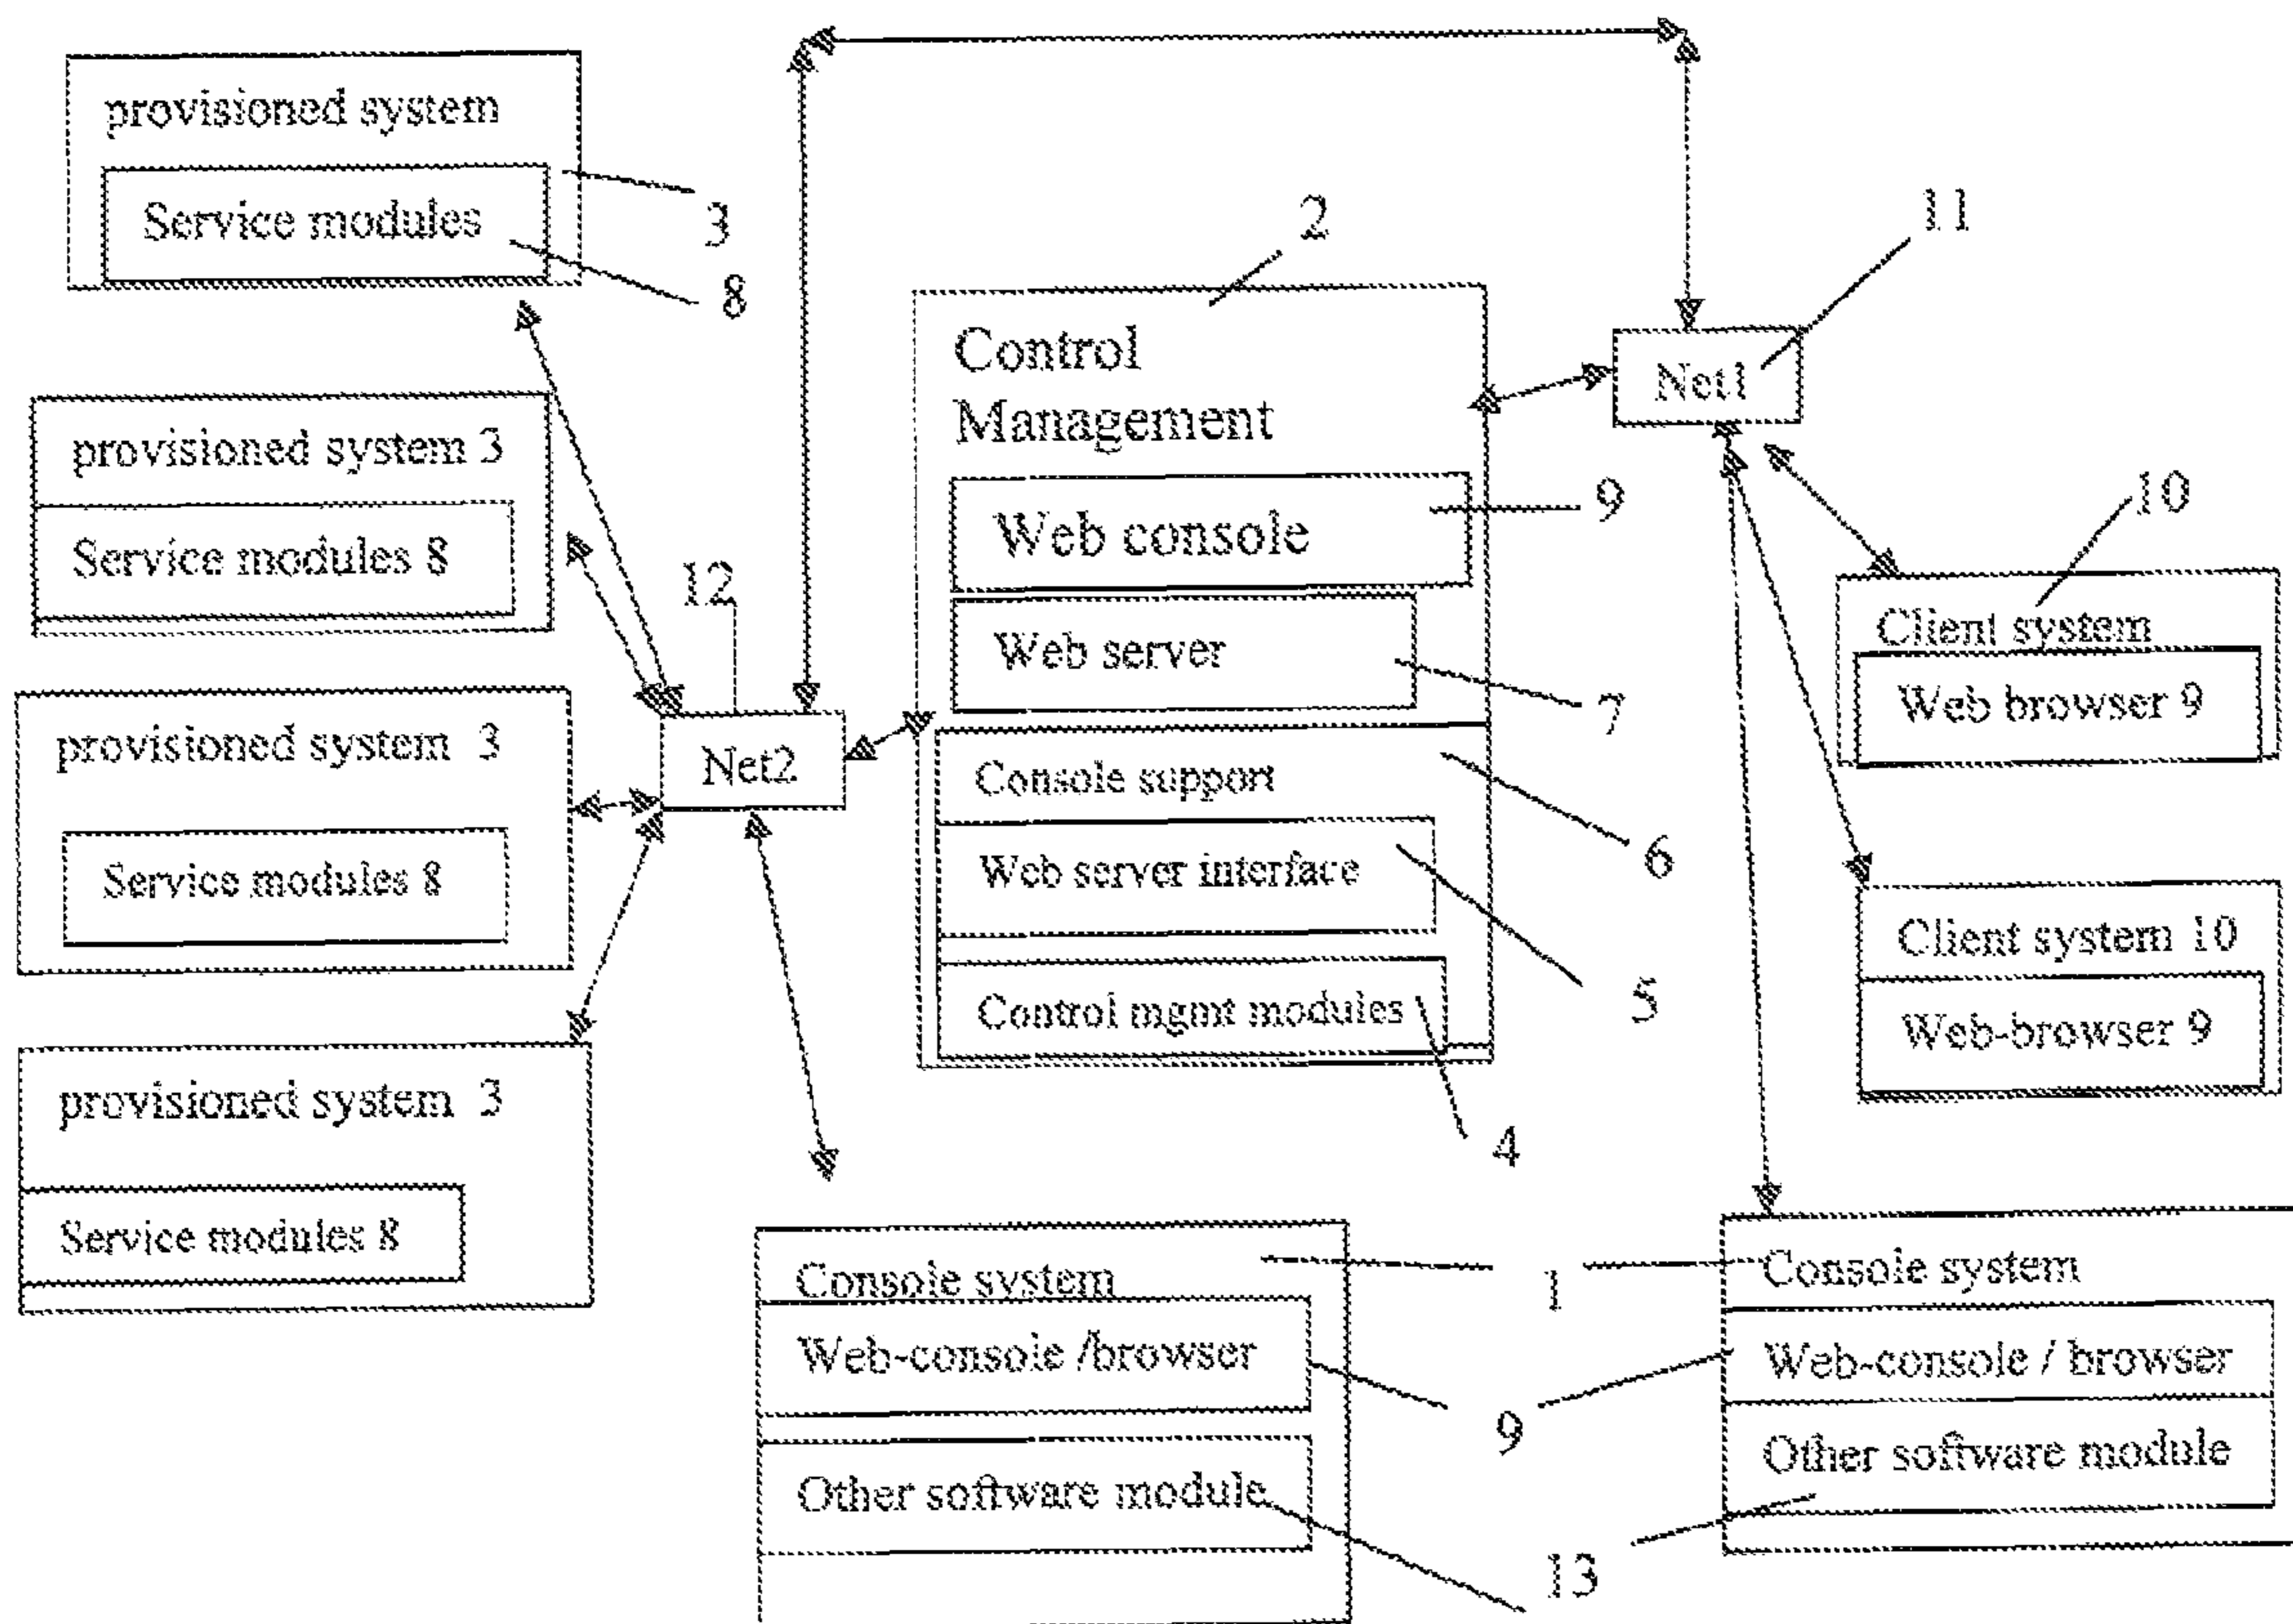 provisioned system
Service modules
3
8
provisioned system 3
Service modules 8
provisioned system 3
Service modules 8
provisioned system 3
Service modules 8
12
Net2
2
Control
Management
Web console
9
Web server
7
Console support
6
Web server interface
5
Control mgmt modules
4
11
Net1
10
Client system
Web browser 9
Client system 10
Web-browser 9
Console system
Web-console /browser
Other software module
1
9
13
Console system
Web-console / browser
Other software module